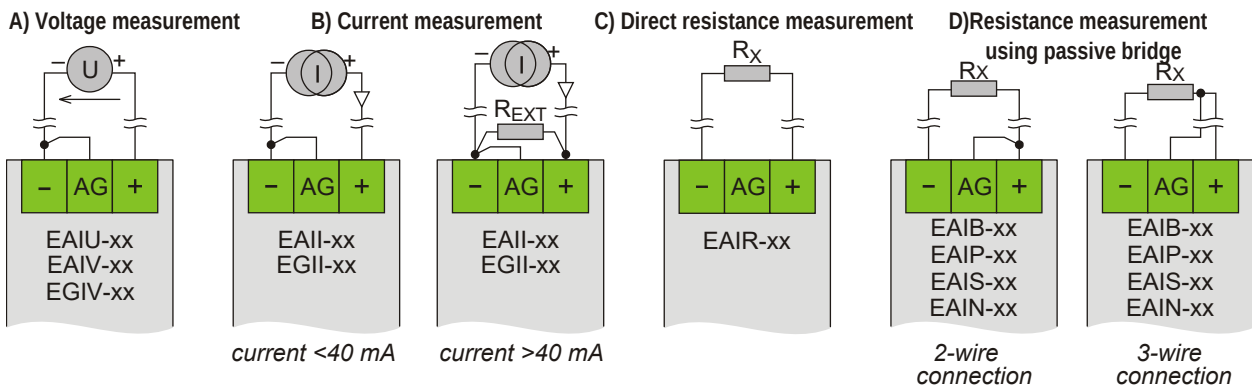 A) Voltage measurement
B) Current measurement
C) Direct resistance measurement
D)Resistance measurement
using passive bridge
− U +
− I +
− I +
REXT
RX
RX
RX
− AG +
− AG +
− AG +
− AG +
− AG +
− AG +
EAIU-xx
EAIV-xx
EGIV-xx
EAII-xx
EGII-xx
EAII-xx
EGII-xx
EAIR-xx
EAIB-xx
EAIP-xx
EAIS-xx
EAIN-xx
EAIB-xx
EAIP-xx
EAIS-xx
EAIN-xx
current <40 mA
current >40 mA
2-wire
connection
3-wire
connection